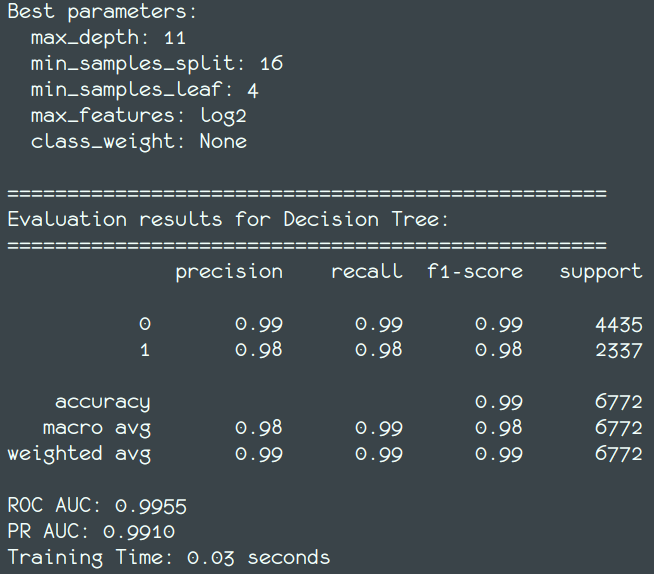 Best parameters:
  max_depth: 11
  min_samples_split: 16
  min_samples_leaf: 4
  max_features: log2
  class_weight: None

==================================================
Evaluation results for Decision Tree:
==================================================
              precision    recall  f1-score   support

           0       0.99      0.99      0.99      4435
           1       0.98      0.98      0.98      2337

    accuracy                           0.99      6772
   macro avg       0.98      0.99      0.98      6772
weighted avg       0.99      0.99      0.99      6772

ROC AUC: 0.9955
PR AUC: 0.9910
Training Time: 0.03 seconds